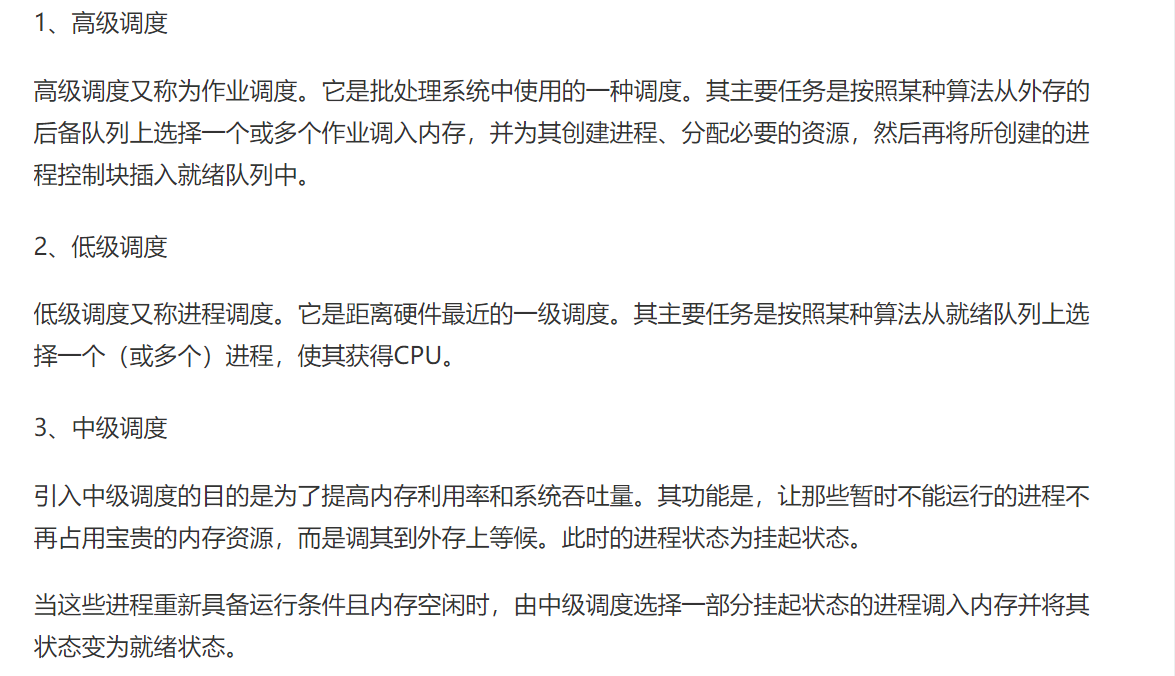 1、高级调度
高级调度又称为作业调度。它是批处理系统中使用的一种调度。其主要任务是按照某种算法从外存的
后备队列上选择一个或多个作业调入内存，并为其创建进程、分配必要的资源，然后再将所创建的进
程控制块插入就绪队列中。
2、低级调度
低级调度又称进程调度。它是距离硬件最近的一级调度。其主要任务是按照某种算法从就绪队列上选
择一个（或多个）进程，使其获得CPU。
3、中级调度
引入中级调度的目的是为了提高内存利用率和系统吞吐量。其功能是，让那些暂时不能运行的进程不
再占用宝贵的内存资源，而是调其到外存上等候。此时的进程状态为挂起状态。
当这些进程重新具备运行条件且内存空闲时，由中级调度选择一部分挂起状态的进程调入内存并将其
状态变为就绪状态。